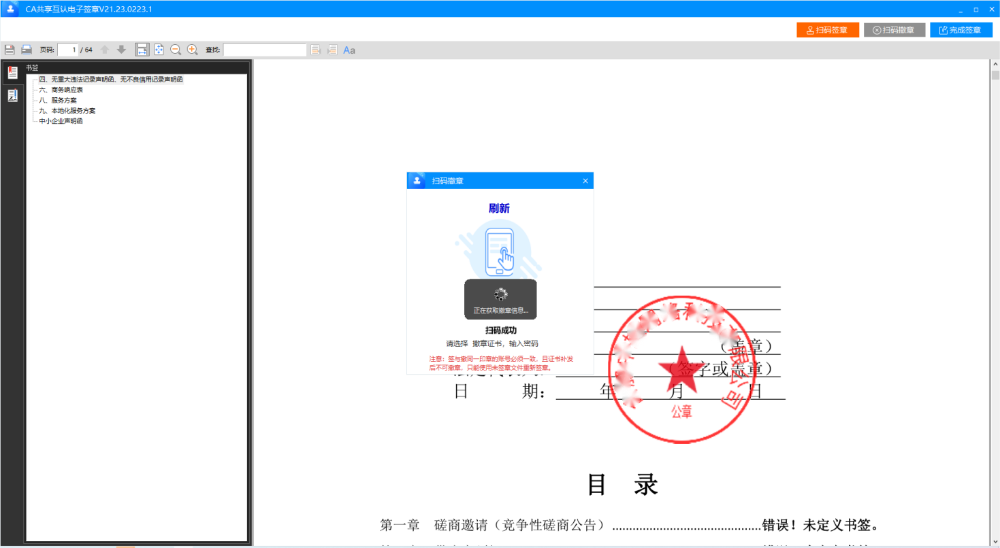 CA共享互认电子签章V21.23.0223.1
扫码签章
扫码撤章
完成签章
页码: 1 / 64
查找:
Aa
书签
四、无重大违法记录声明函、无不良信用记录声明函
六、商务响应表
八、服务方案
九、本地化服务方案
中小企业声明函
扫码撤章
刷新
正在获取撤章信息...
扫码成功
请选择 撤章证书，输入密码
注意：签与撤同一印章的账号必须一致，且证书补发
后不可撤章，只能使用未签章文件重新签章。
（盖章）
（签字或盖章）
日 期： 年 月 日
限公司
公章
目 录
第一章 磋商邀请（竞争性磋商公告）...........................................错误！未定义书签。